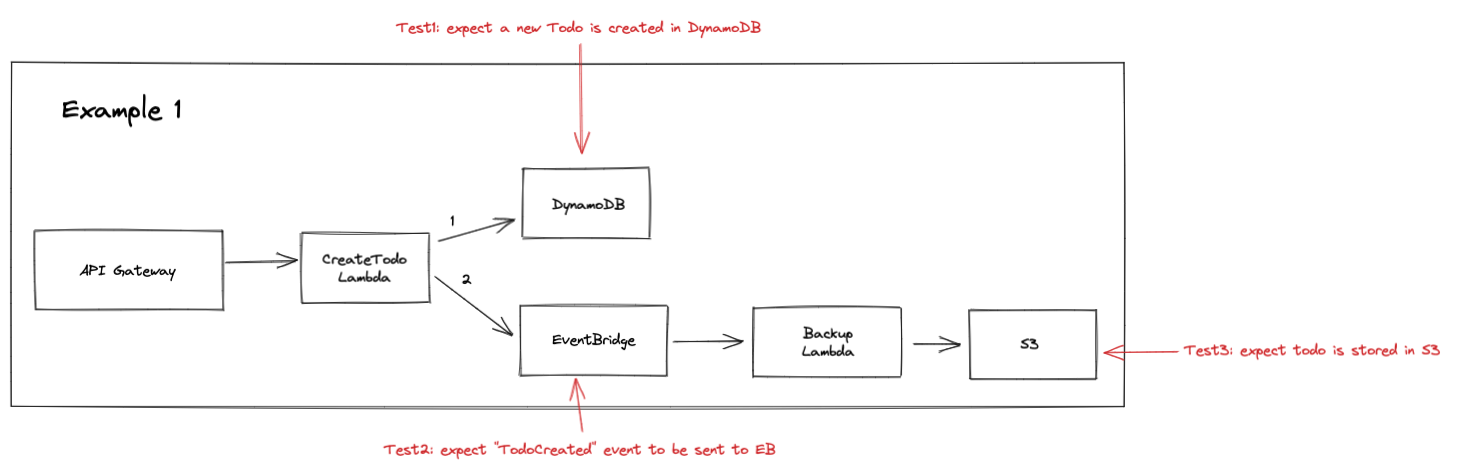 Test1: expect a new Todo is created in DynamoDB
Example 1
DynamoDB
1
API Gateway
CreateTodo
Lambda
2
EventBridge
Backup
Lambda
S3
Test3: expect todo is stored in S3
Test2: expect "TodoCreated" event to be sent to EB